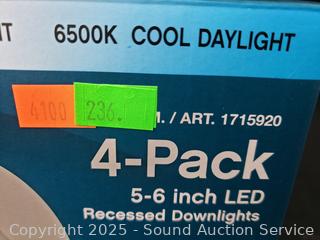 IT 6500K COOL DAYLIGHT
4100 236. M. / ART. 1715920
4-Pack
5-6 inch LED
Recessed Downlights
Copyright © 2025 - Sound Auction Service